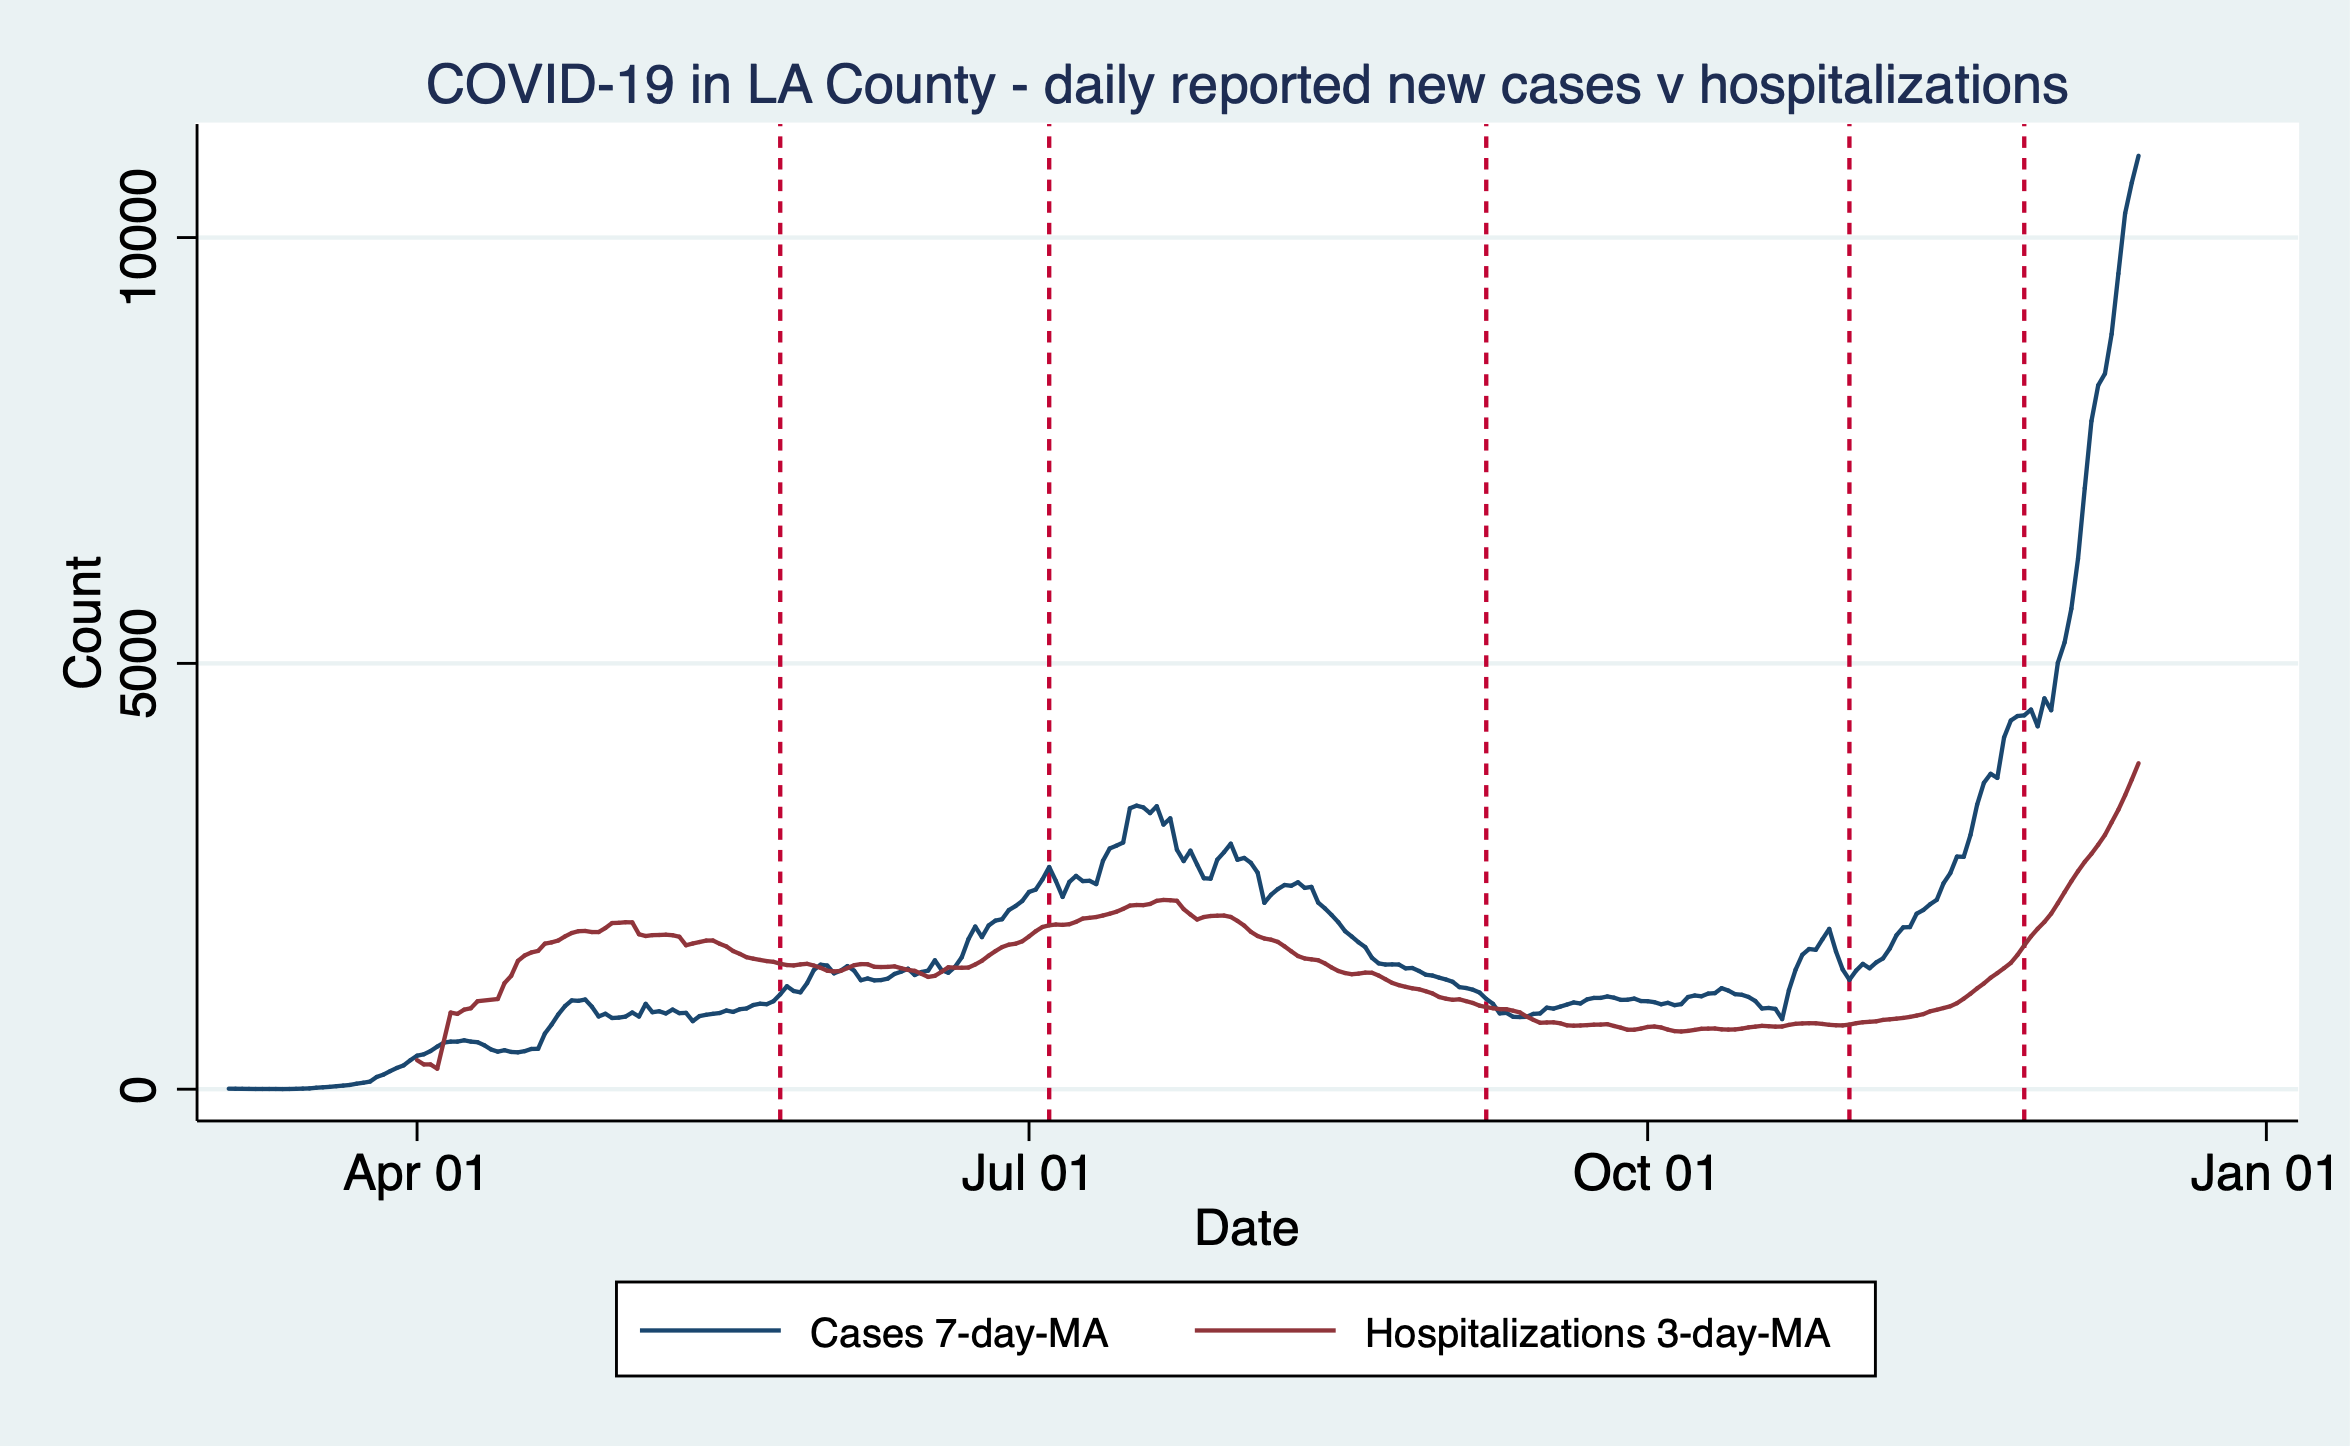 COVID-19 in LA County - daily reported new cases v hospitalizations
10000
5000
0
Count
Apr 01
Jul 01
Oct 01
Jan 01
Date
Cases 7-day-MA
Hospitalizations 3-day-MA